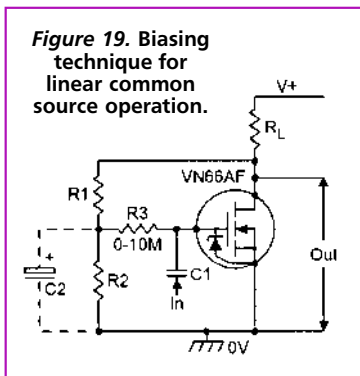 Figure 19. Biasing
technique for
linear common
source operation.
V+
RL
VN66AF
R1
R3
0-10M
Out
C2
+
R2
C1
In
0V